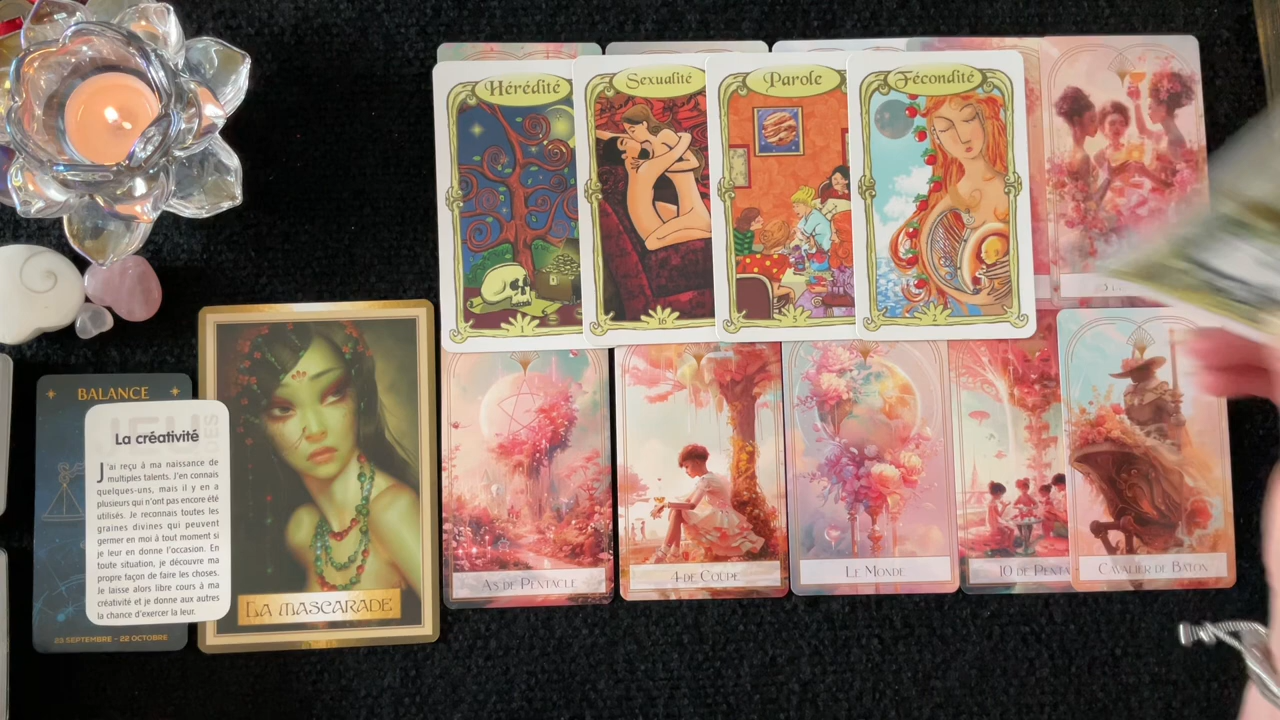 Hérédité
Sexualité
16
Parole
Fécondité
BALANCE
23 SEPTEMBRE - 22 OCTOBRE
La créativité
J'ai reçu à ma naissance de
multiples talents. J'en connais
quelques-uns, mais il y en a
plusieurs qui n'ont pas encore été
utilisés. Je reconnais toutes les
graines divines qui peuvent
germer en moi à tout moment si
je leur en donne l'occasion. En
toute situation, je découvre ma
propre façon de faire les choses.
Je laisse alors libre cours à ma
créativité et je donne aux autres
la chance d'exercer la leur.
LA MASCARADE
AS DE PENTACLE
4 DE COUPE
LE MONDE
10 DE PENTA
CAVALIER DE BATON